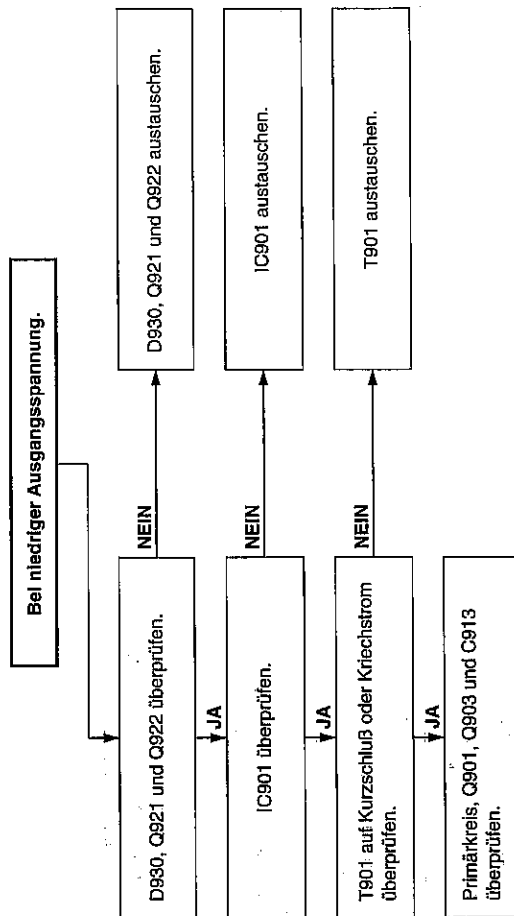 Bei niedriger Ausgangsspannung.
D930, Q921 und Q922 überprüfen.
NEIN
D930, Q921 und Q922 austauschen.
JA
IC901 überprüfen.
NEIN
IC901 austauschen.
JA
T901 auf Kurzschluß oder Kriechstrom
überprüfen.
NEIN
T901 austauschen.
JA
Primärkreis, Q901, Q903 und C913
überprüfen.